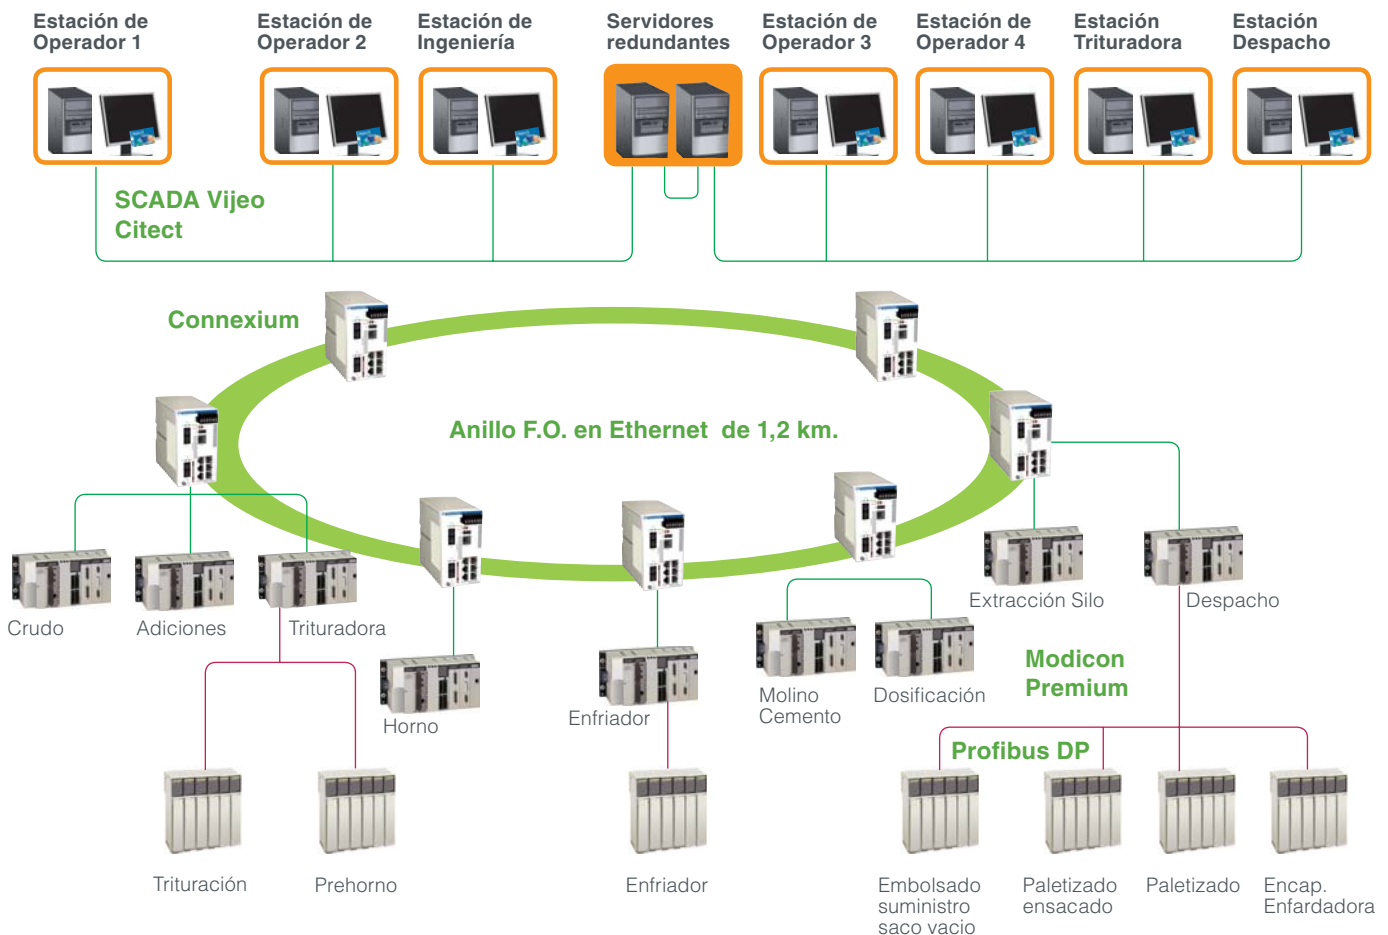 Estación de
Operador 1
Estación de
Operador 2
Estación de
Ingeniería
Servidores
redundantes
Estación de
Operador 3
Estación de
Operador 4
Estación
Trituradora
Estación
Despacho
SCADA Vijeo
Citect
Connexium
Anillo F.O. en Ethernet de 1,2 km.
Crudo
Adiciones
Trituradora
Horno
Enfriador
Molino
Cemento
Dosificación
Extracción Silo
Despacho
Modicon
Premium
Profibus DP
Trituración
Prehorno
Enfriador
Embolsado
suministro
saco vacio
Paletizado
ensacado
Paletizado
Encap.
Enfardadora